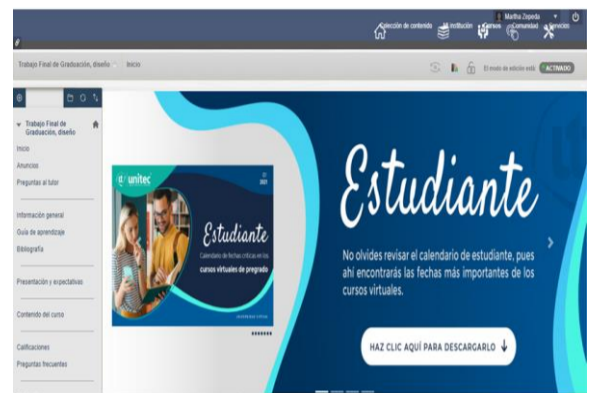 Martha Zepeda
Selección de contenido
Mi Institución
Cursos
Comunidad
Servicios
Trabajo Final de Graduación, diseño
Inicio
El modo de edición está:
ACTIVADO
Trabajo Final de
Graduación, diseño
Inicio
Anuncios
Preguntas al tutor
Información general
Guía de aprendizaje
Bibliografía
Presentación y expectativas
Contenido del curso
Calificaciones
Preguntas frecuentes
unitec
2021
Estudiante
Calendario de fechas críticas en los
cursos virtuales de pregrado
Estudiante
No olvides revisar el calendario de estudiante, pues
ahí encontrarás las fechas más importantes de los
cursos virtuales.
HAZ CLIC AQUÍ PARA DESCARGARLO